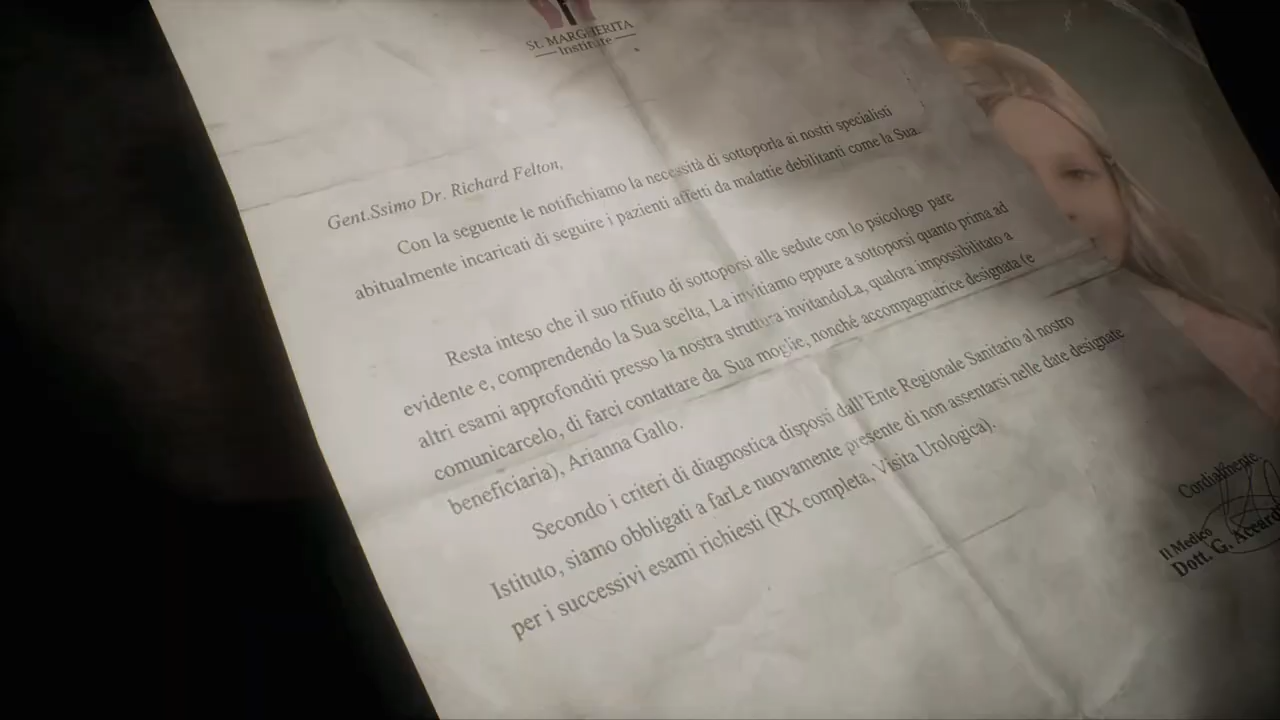 St. MARGHERITA
Institute
Gent.Ssimo Dr. Richard Felton,
Con la seguente le notifichiamo la necessità di sottoporla ai nostri specialisti
abitualmente incaricati di seguire i pazienti affetti da malattie debilitanti come la Sua.
Resta inteso che il suo rifiuto di sottoporsi alle sedute con lo psicologo pare
evidente e, comprendendo la Sua scelta, La invitiamo eppure a sottoporsi quanto prima ad
altri esami approfonditi presso la nostra struttura invitandoLa, qualora impossibilitato a
comunicarcelo, di farci contattare da Sua moglie, nonché accompagnatrice designata (e
beneficiaria), Arianna Gallo.
Secondo i criteri di diagnostica disposti dall'Ente Regionale Sanitario al nostro
Istituto, siamo obbligati a farLe nuovamente presente di non assentarsi nelle date designate
per i successivi esami richiesti (RX completa, Visita Urologica).
Cordialmente,
Il Medico
Dott. G.